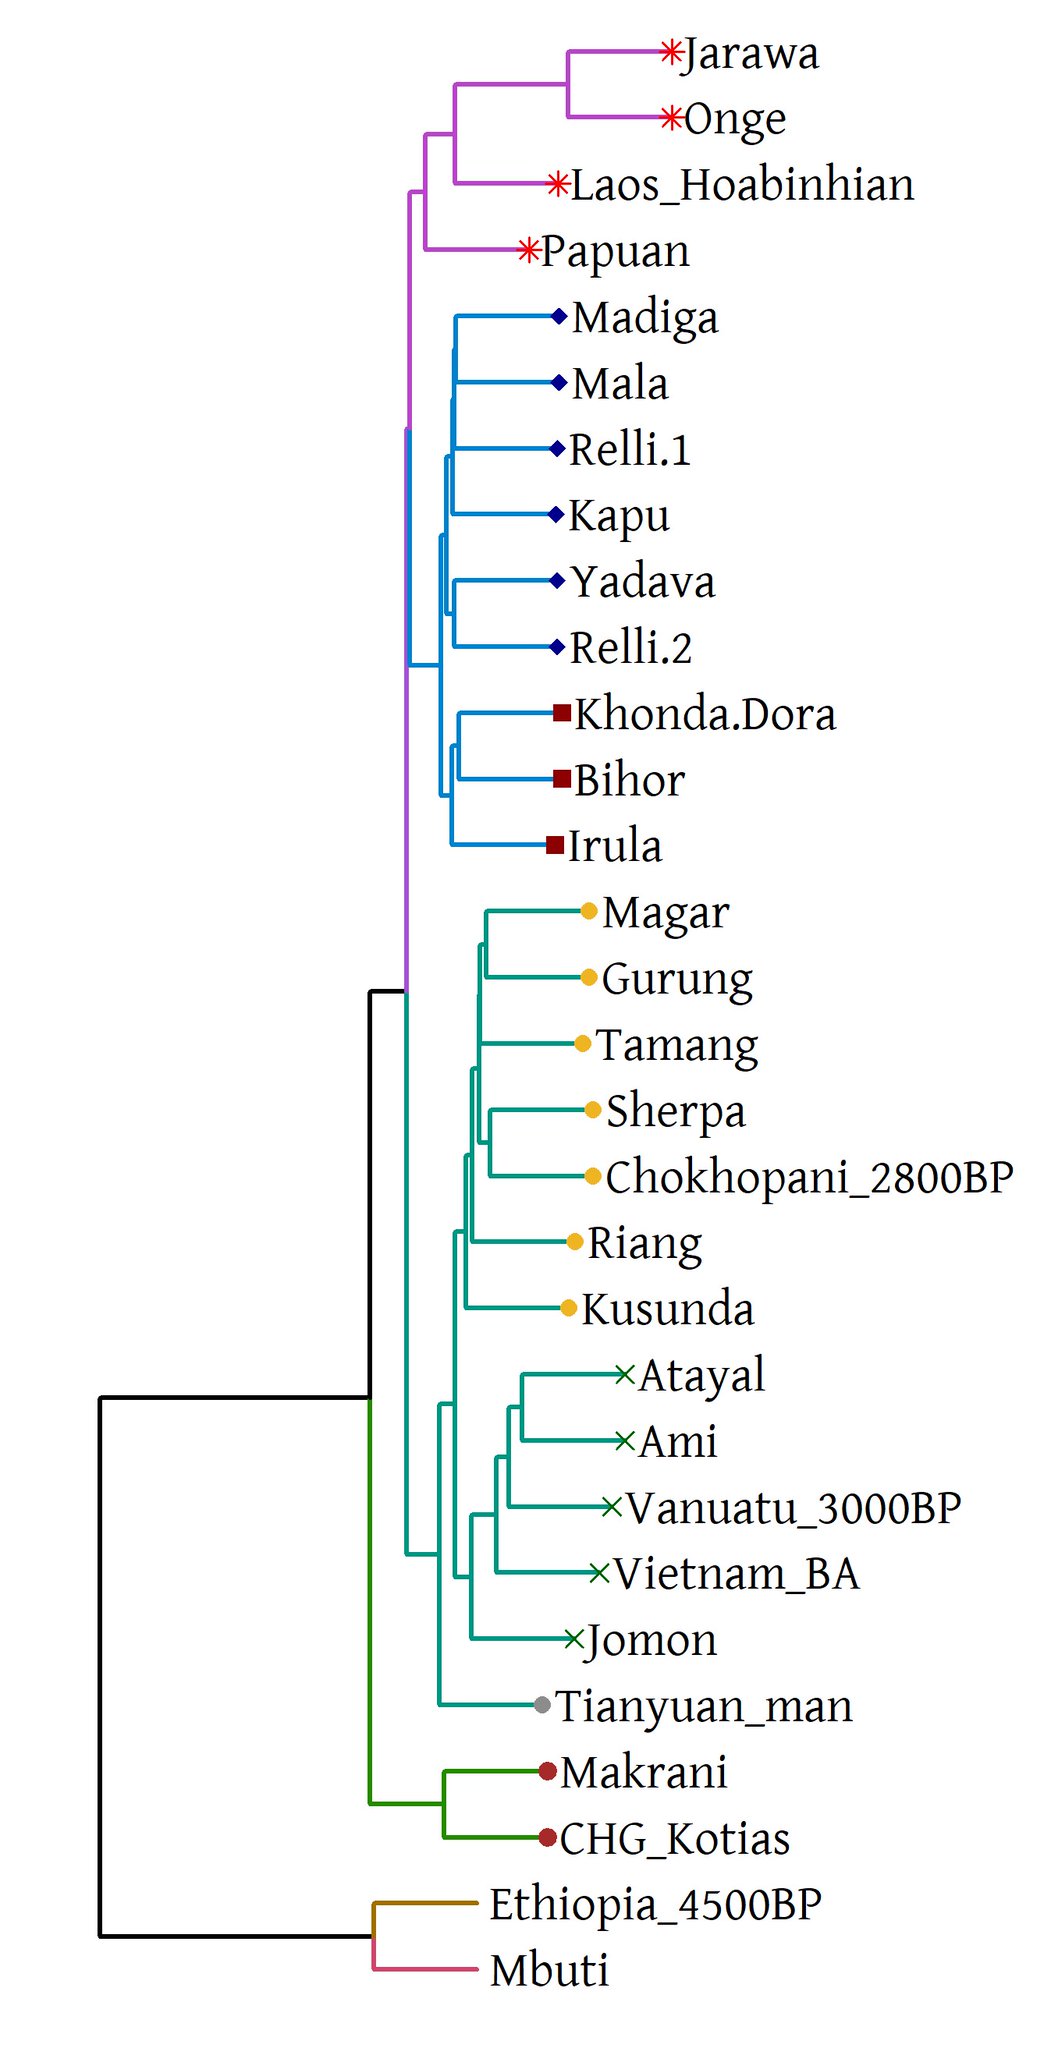 Jarawa
Onge
Laos_Hoabinhian
Papuan
Madiga
Mala
Relli.1
Kapu
Yadava
Relli.2
Khonda.Dora
Bihor
Irula
Magar
Gurung
Tamang
Sherpa
Chokhopani_2800BP
Riang
Kusunda
Atayal
Ami
Vanuatu_3000BP
Vietnam_BA
Jomon
Tianyuan_man
Makrani
CHG_Kotias
Ethiopia_4500BP
Mbuti